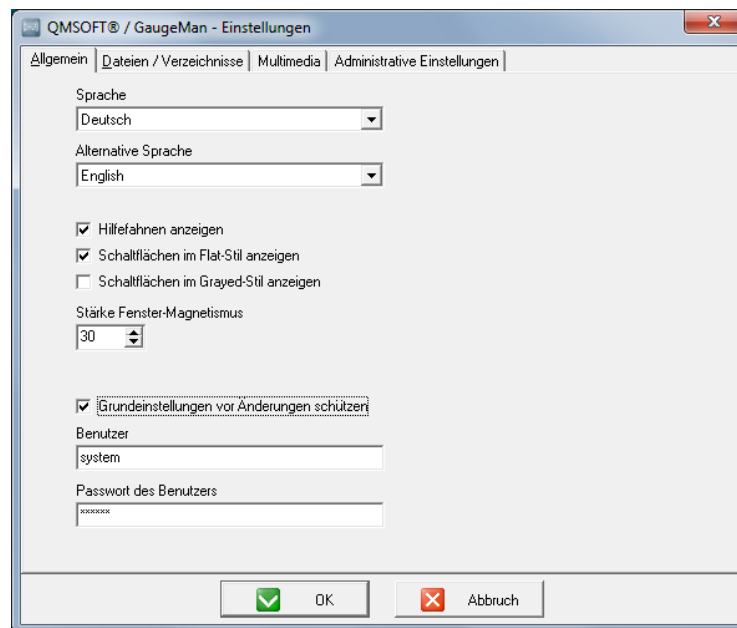 QMSOFT® / GaugeMan - Einstellungen
Allgemein Dateien / Verzeichnisse Multimedia Administrative Einstellungen
Sprache
Deutsch
Alternative Sprache
English
Hilfefahnen anzeigen
Schaltflächen im Flat-Stil anzeigen
Schaltflächen im Grayed-Stil anzeigen
Stärke Fenster-Magnetismus
30
Grundeinstellungen vor Änderungen schützen
Benutzer
system
Passwort des Benutzers
xxxxxx
OK Abbruch